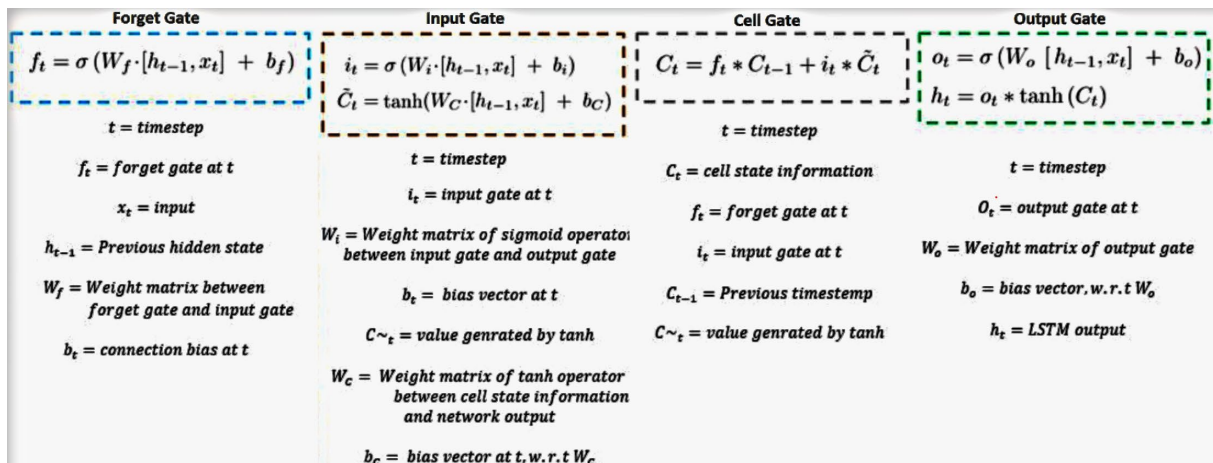 Forget Gate
f_t = σ (W_f·[h_{t−1}, x_t] + b_f)
t = timestep
f_t = forget gate at t
x_t = input
h_{t−1} = Previous hidden state
W_f = Weight matrix between
forget gate and input gate
b_t = connection bias at t
Input Gate
i_t = σ (W_i·[h_{t−1}, x_t] + b_i)
C̃_t = tanh(W_C·[h_{t−1}, x_t] + b_C)
t = timestep
i_t = input gate at t
W_i = Weight matrix of sigmoid operator
between input gate and output gate
b_t = bias vector at t
C~_t = value genrated by tanh
W_c = Weight matrix of tanh operator
between cell state information
and network output
b_c = bias vector at t, w.r.t W_c
Cell Gate
C_t = f_t * C_{t−1} + i_t * C̃_t
t = timestep
C_t = cell state information
f_t = forget gate at t
i_t = input gate at t
C_{t−1} = Previous timestemp
C~_t = value genrated by tanh
Output Gate
o_t = σ (W_o [h_{t−1}, x_t] + b_o)
h_t = o_t * tanh (C_t)
t = timestep
O_t = output gate at t
W_o = Weight matrix of output gate
b_o = bias vector, w.r.t W_o
h_t = LSTM output